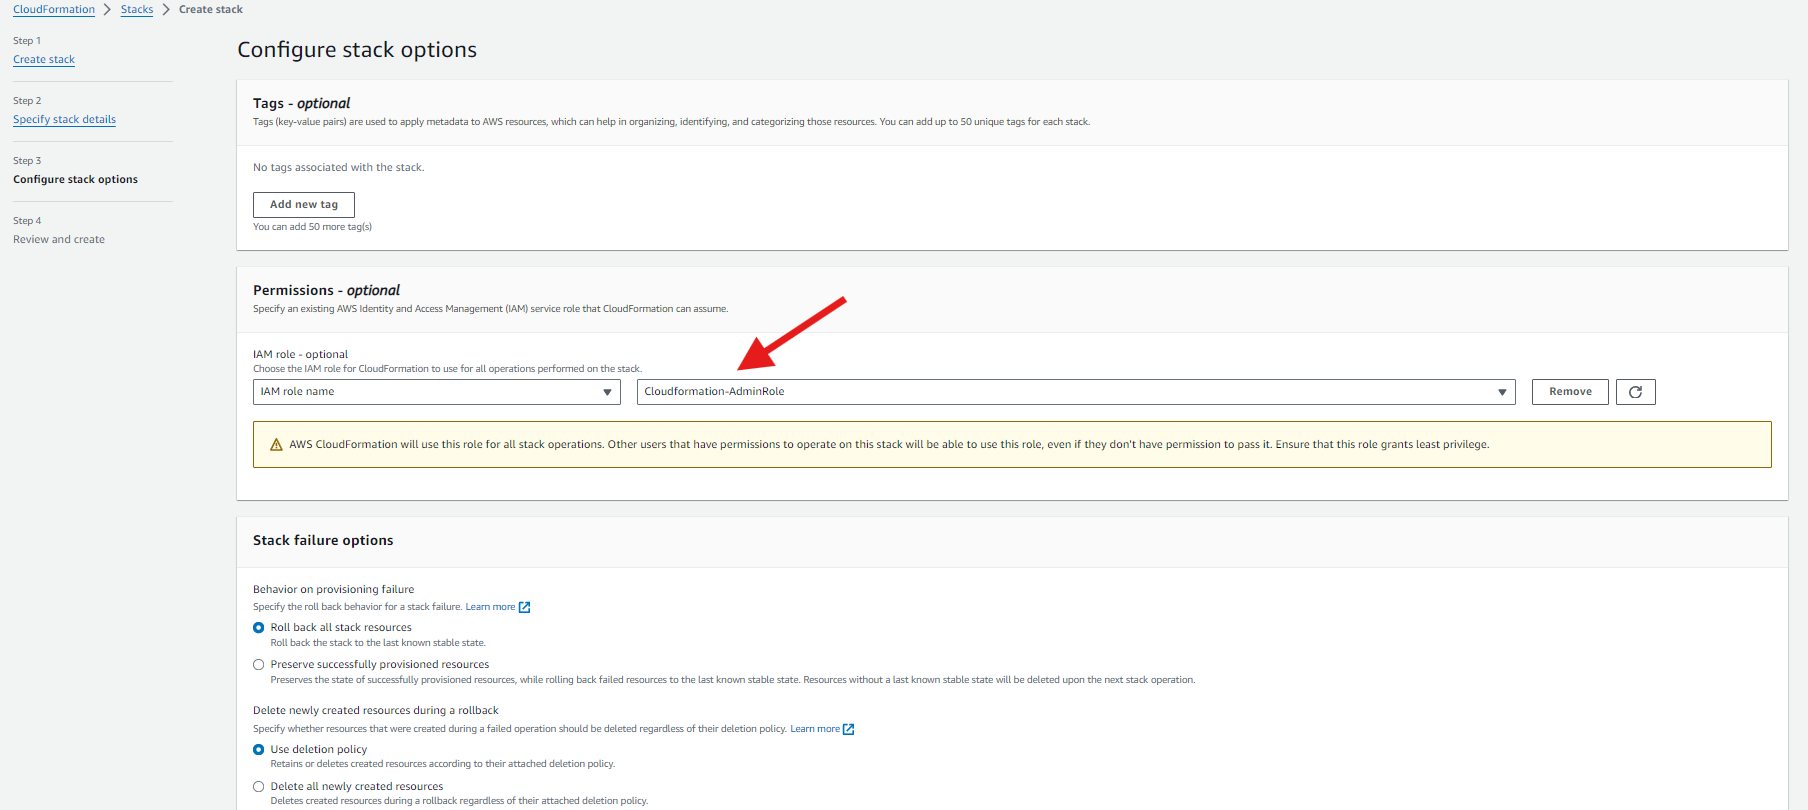 CloudFormation > Stacks > Create stack
Step 1
Create stack
Step 2
Specify stack details
Step 3
Configure stack options
Step 4
Review and create
Configure stack options
Tags - optional
Tags (key-value pairs) are used to apply metadata to AWS resources, which can help in organizing, identifying, and categorizing those resources. You can add up to 50 unique tags for each stack.
No tags associated with the stack.
Add new tag
You can add 50 more tag(s)
Permissions - optional
Specify an existing AWS Identity and Access Management (IAM) service role that CloudFormation can assume.
IAM role - optional
Choose the IAM role for CloudFormation to use for all operations performed on the stack.
IAM role name
Cloudformation-AdminRole
Remove
AWS CloudFormation will use this role for all stack operations. Other users that have permissions to operate on this stack will be able to use this role, even if they don't have permission to pass it. Ensure that this role grants least privilege.
Stack failure options
Behavior on provisioning failure
Specify the roll back behavior for a stack failure. Learn more
Roll back all stack resources
Roll back the stack to the last known stable state.
Preserve successfully provisioned resources
Preserves the state of successfully provisioned resources, while rolling back failed resources to the last known stable state. Resources without a last known stable state will be deleted upon the next stack operation.
Delete newly created resources during a rollback
Specify whether resources that were created during a failed operation should be deleted regardless of their deletion policy. Learn more
Use deletion policy
Retains or deletes created resources according to their attached deletion policy.
Delete all newly created resources
Deletes created resources during a rollback regardless of their attached deletion policy.